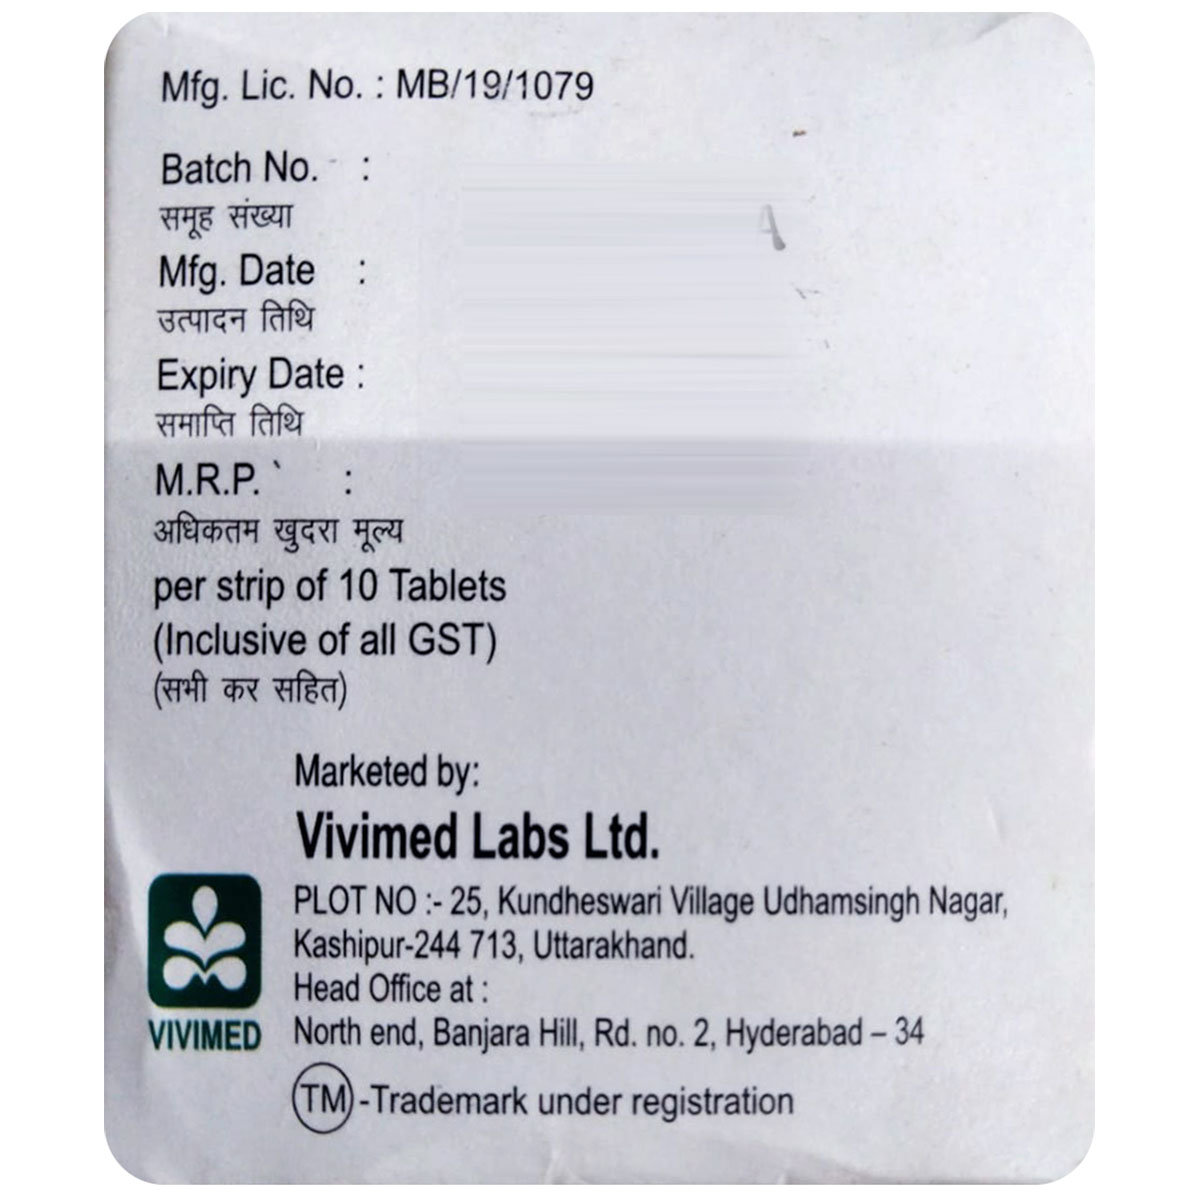 Mfg. Lic. No. : MB/19/1079
Batch No. :
समूह संख्या
Mfg. Date :
उत्पादन तिथि
Expiry Date :
समाप्ति तिथि
M.R.P. ` :
अधिकतम खुदरा मूल्य
per strip of 10 Tablets
(Inclusive of all GST)
(सभी कर सहित)
Marketed by:
Vivimed Labs Ltd.
PLOT NO :- 25, Kundheswari Village Udhamsingh Nagar,
Kashipur-244 713, Uttarakhand.
Head Office at :
North end, Banjara Hill, Rd. no. 2, Hyderabad – 34
VIVIMED
TM -Trademark under registration